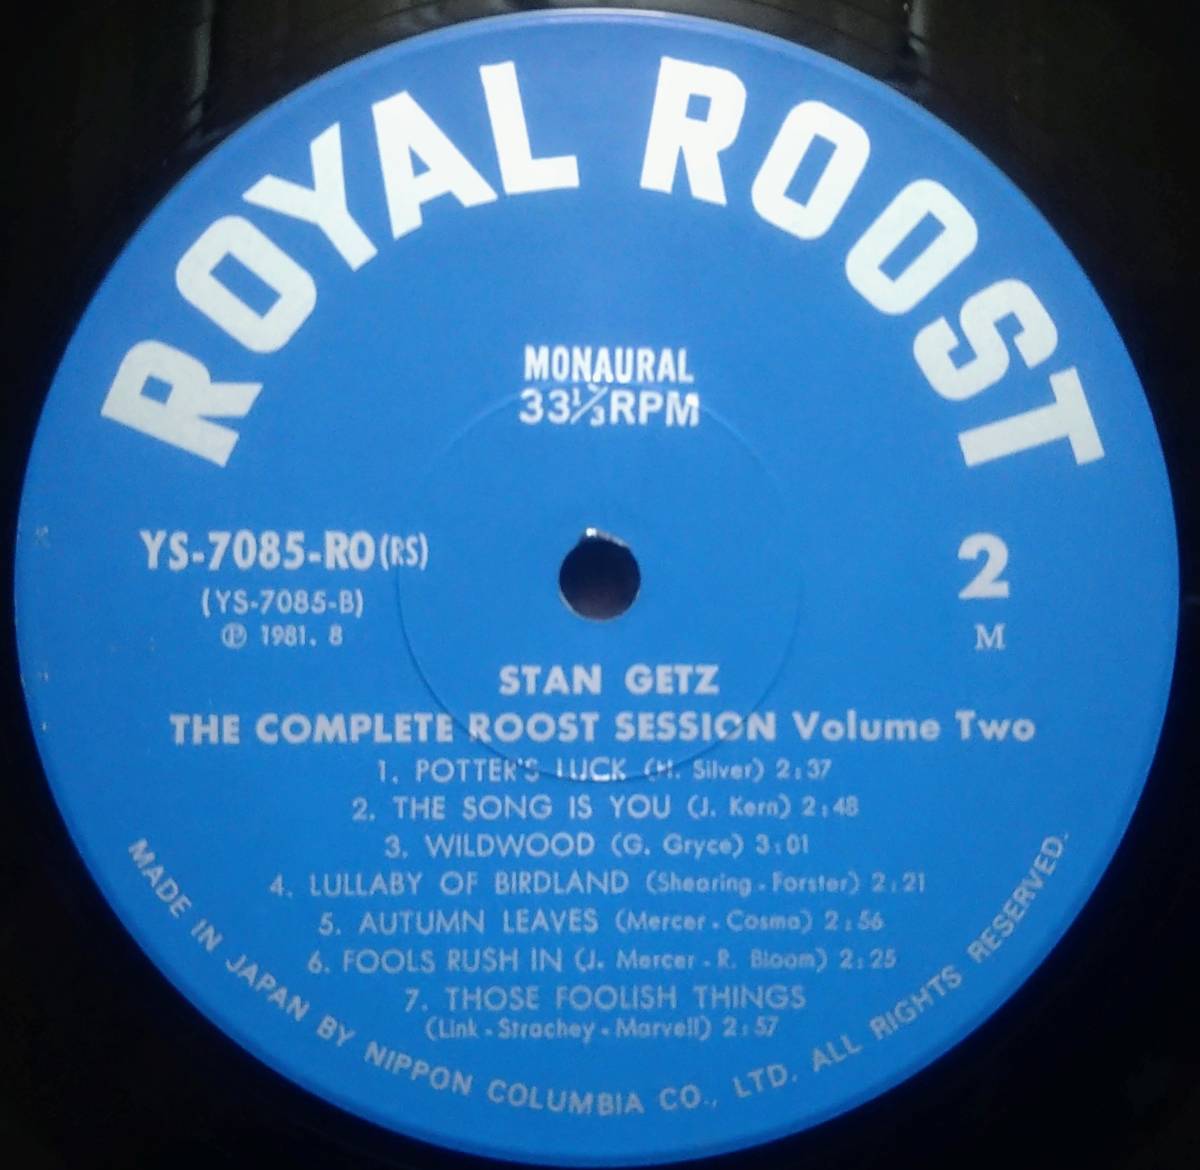 ROYAL ROOST
MONAURAL
33 1/3 RPM
YS-7085-RO(RS)
(YS-7085-B)
Ⓟ 1981. 8
2
M
STAN GETZ
THE COMPLETE ROOST SESSION Volume Two
1. POTTER'S LUCK (H. Silver) 2:37
2. THE SONG IS YOU (J. Kern) 2:48
3. WILDWOOD (G. Gryce) 3:01
4. LULLABY OF BIRDLAND (Shearing - Forster) 2:21
5. AUTUMN LEAVES (Mercer - Cosma) 2:56
6. FOOLS RUSH IN (J. Mercer - R. Bloom) 2:25
7. THOSE FOOLISH THINGS
(Link - Strachey - Marvell) 2:57
MADE IN JAPAN BY NIPPON COLUMBIA CO., LTD. ALL RIGHTS RESERVED.